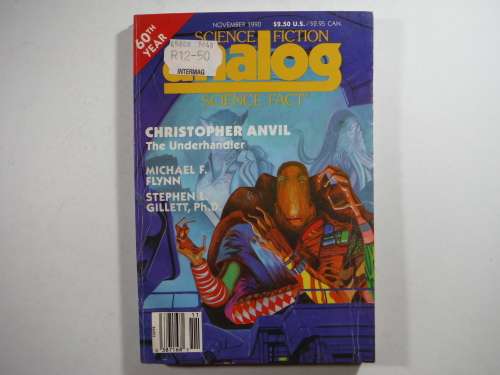 NOVEMBER 1990 $2.50 U.S./$2.95 CAN.
60TH
YEAR
SCIENCE FICTION
R12-50
INTERMAG
analog
SCIENCE FACT
CHRISTOPHER ANVIL
The Underhandler
MICHAEL F.
FLYNN
STEPHEN L.
GILLETT, Ph.D.
11